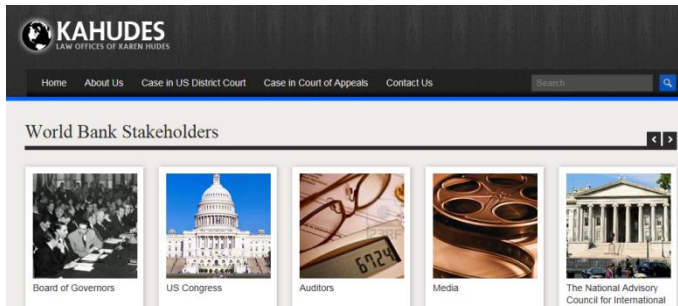 KAHUDES
LAW OFFICES OF KAREN HUDES
Home About Us Case in US District Court Case in Court of Appeals Contact Us Search
World Bank Stakeholders
67.24
Board of Governors US Congress Auditors Media The National Advisory
Council for International